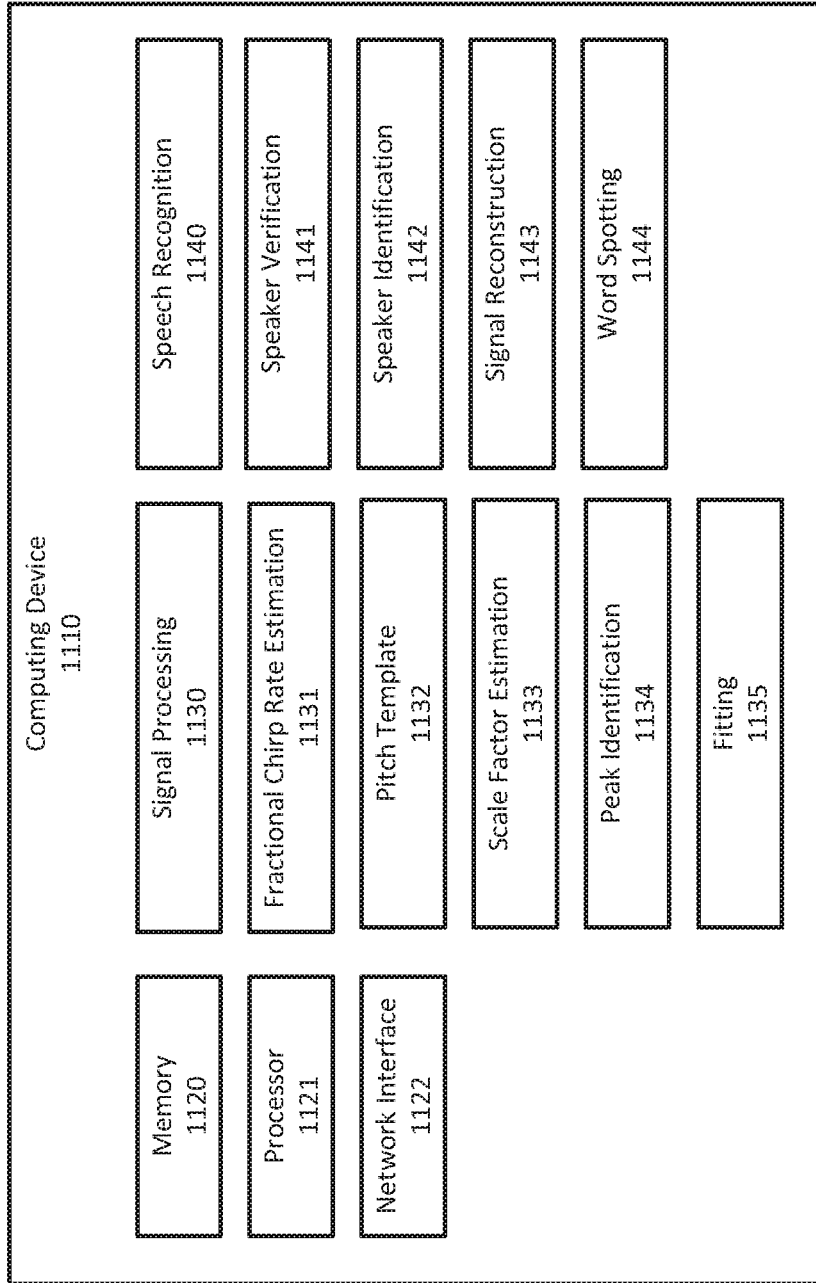 Computing Device
1110
Memory
1120
Processor
1121
Network Interface
1122
Signal Processing
1130
Fractional Chirp Rate Estimation
1131
Pitch Template
1132
Scale Factor Estimation
1133
Peak Identification
1134
Fitting
1135
Speech Recognition
1140
Speaker Verification
1141
Speaker Identification
1142
Signal Reconstruction
1143
Word Spotting
1144